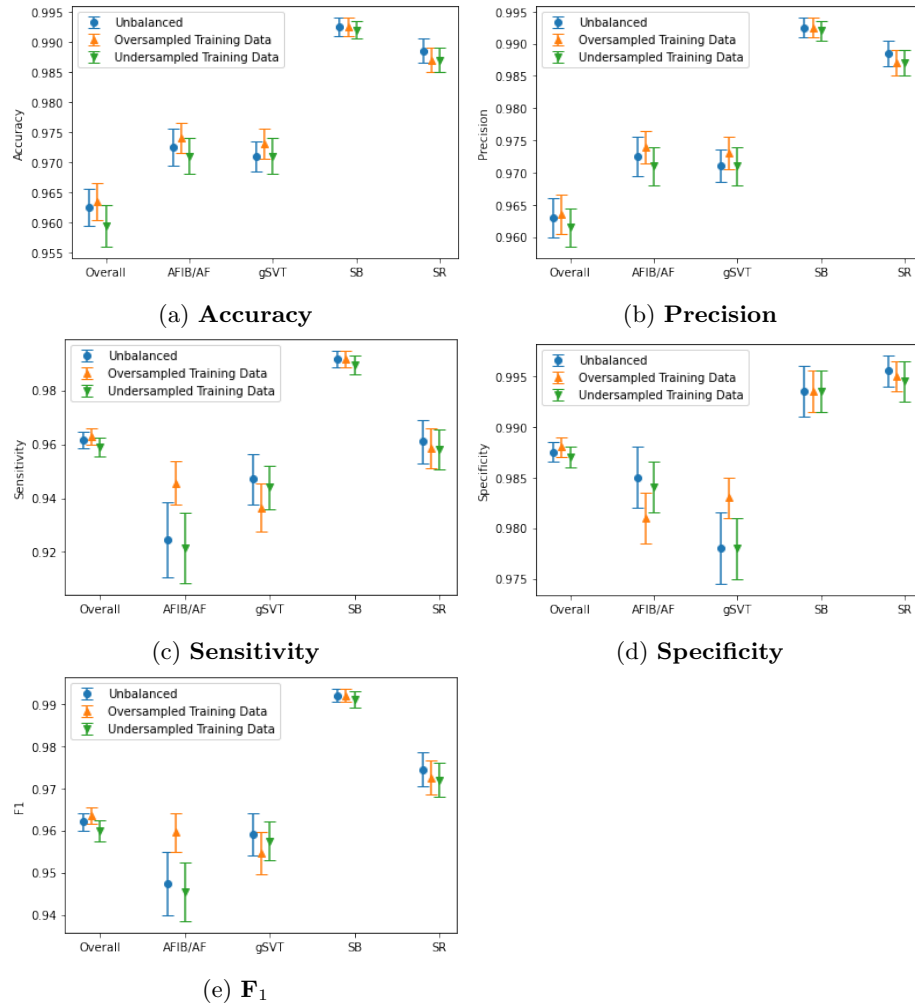 0.995
0.990
0.985
0.980
0.975
0.970
0.965
0.960
0.955
Accuracy
Unbalanced
Oversampled Training Data
Undersampled Training Data
Overall AFIB/AF gSVT SB SR
(a) Accuracy
0.995
0.990
0.985
0.980
0.975
0.970
0.965
0.960
Precision
Unbalanced
Oversampled Training Data
Undersampled Training Data
Overall AFIB/AF gSVT SB SR
(b) Precision
0.98
0.96
0.94
0.92
Sensitivity
Unbalanced
Oversampled Training Data
Undersampled Training Data
Overall AFIB/AF gSVT SB SR
(c) Sensitivity
0.995
0.990
0.985
0.980
0.975
Specificity
Unbalanced
Oversampled Training Data
Undersampled Training Data
Overall AFIB/AF gSVT SB SR
(d) Specificity
0.99
0.98
0.97
0.96
0.95
0.94
F1
Unbalanced
Oversampled Training Data
Undersampled Training Data
Overall AFIB/AF gSVT SB SR
(e) F₁